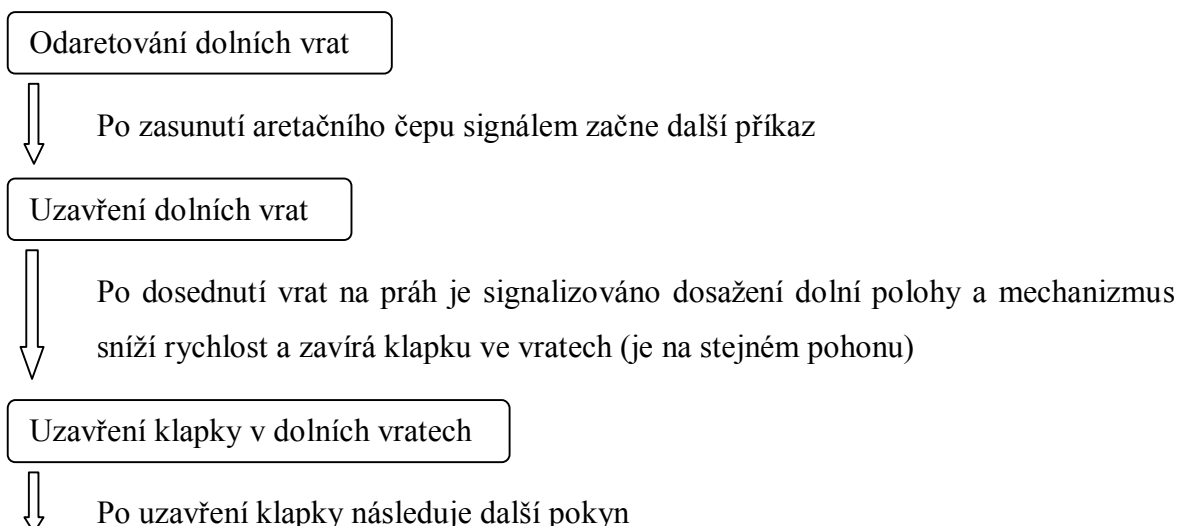 Odaretování dolních vrat
Po zasunutí aretačního čepu signálem začne další příkaz
Uzavření dolních vrat
Po dosednutí vrat na práh je signalizováno dosažení dolní polohy a mechanizmus
sníží rychlost a zavírá klapku ve vratech (je na stejném pohonu)
Uzavření klapky v dolních vratech
Po uzavření klapky následuje další pokyn